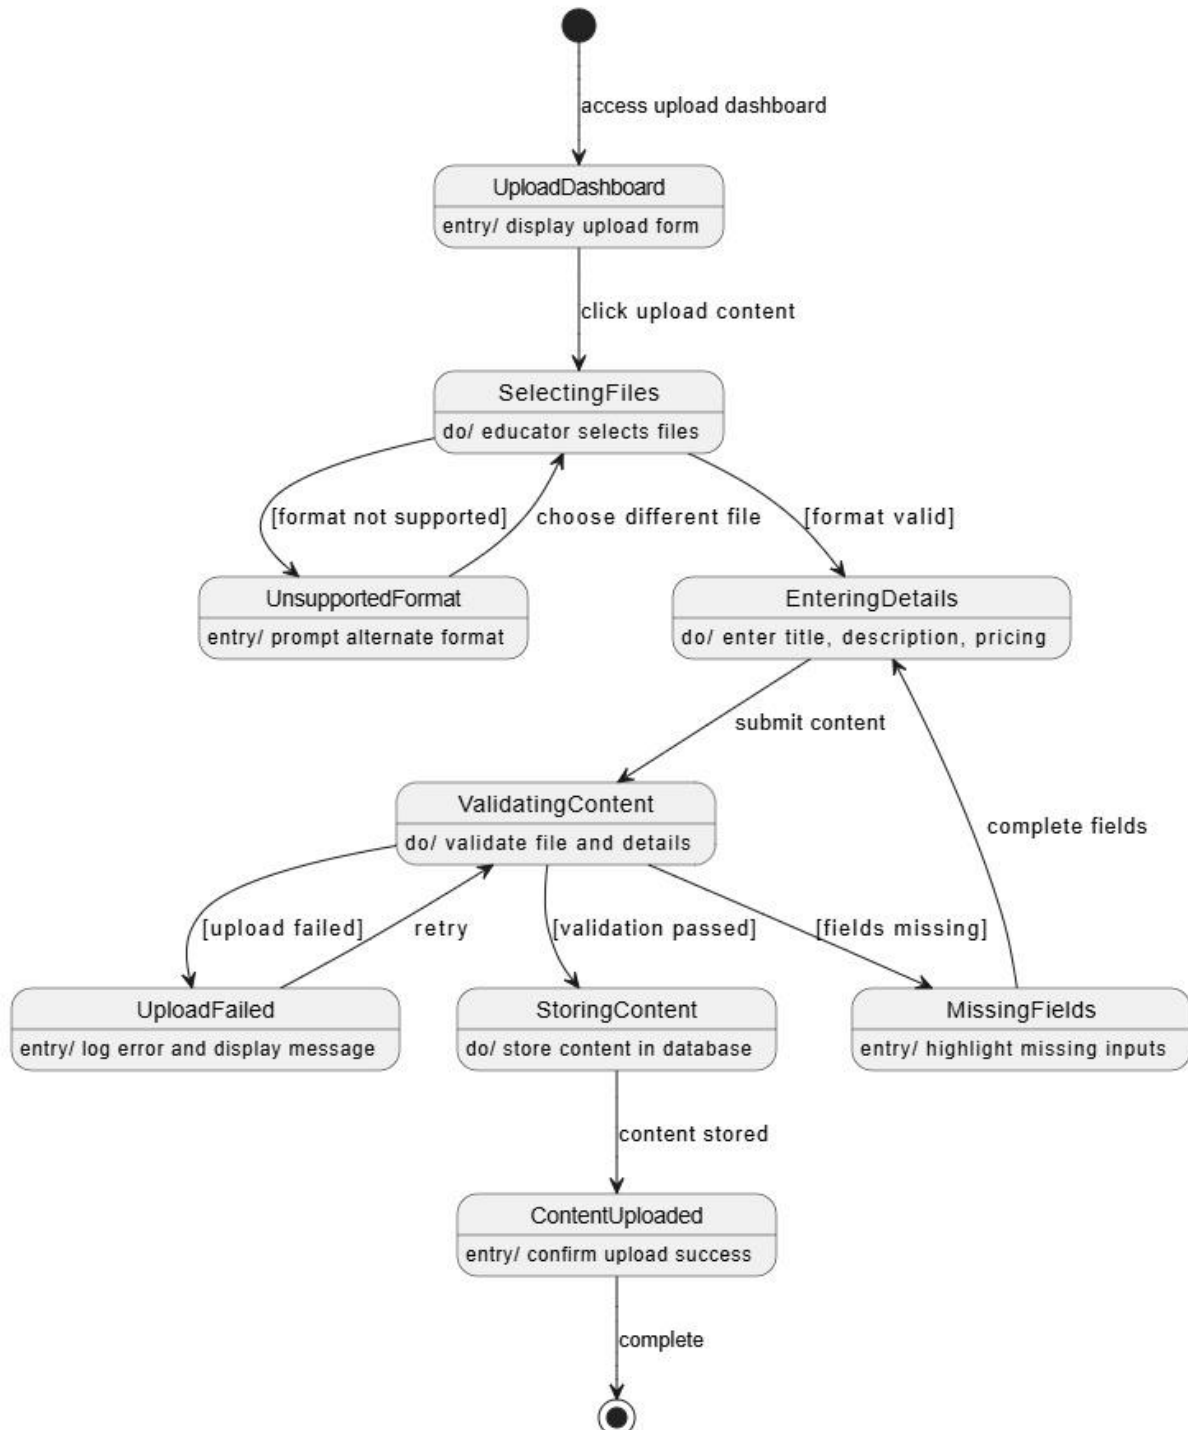 access upload dashboard
UploadDashboard
entry/ display upload form
click upload content
SelectingFiles
do/ educator selects files
[format not supported]
choose different file
[format valid]
UnsupportedFormat
entry/ prompt alternate format
EnteringDetails
do/ enter title, description, pricing
submit content
ValidatingContent
do/ validate file and details
complete fields
[upload failed]
retry
[validation passed]
[fields missing]
UploadFailed
entry/ log error and display message
StoringContent
do/ store content in database
MissingFields
entry/ highlight missing inputs
content stored
ContentUploaded
entry/ confirm upload success
complete